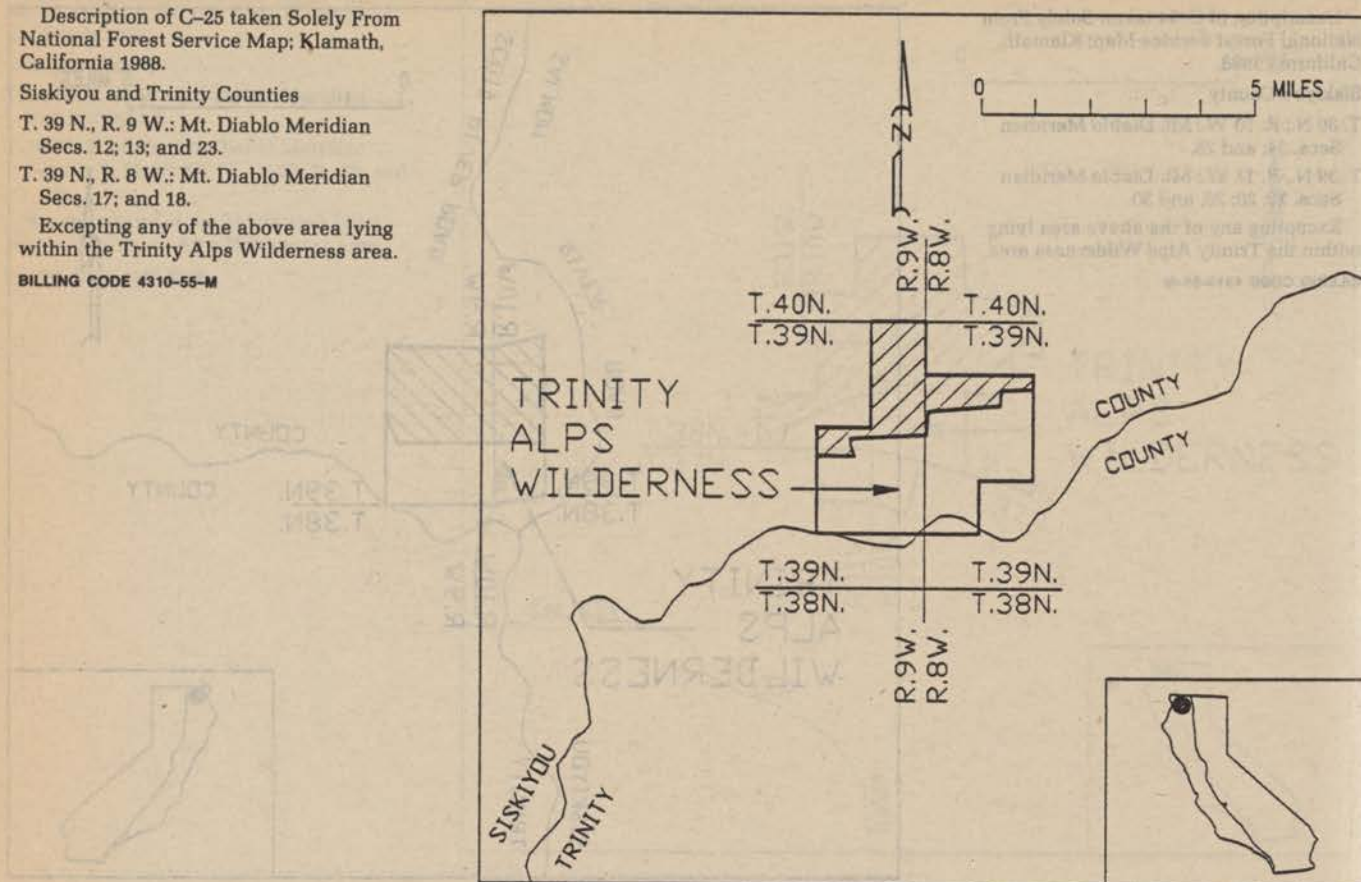 Description of C–25 taken Solely From
National Forest Service Map; Klamath,
California 1988.
Siskiyou and Trinity Counties
T. 39 N., R. 9 W.: Mt. Diablo Meridian
Secs. 12; 13; and 23.
T. 39 N., R. 8 W.: Mt. Diablo Meridian
Secs. 17; and 18.
Excepting any of the above area lying
within the Trinity Alps Wilderness area.
BILLING CODE 4310-55-M
0 5 MILES
N
R.9W.
R.8W.
T.40N. T.40N.
T.39N. T.39N.
TRINITY
ALPS
WILDERNESS
COUNTY
COUNTY
T.39N. T.39N.
T.38N. T.38N.
R.9W.
R.8W.
SISKIYOU
TRINITY